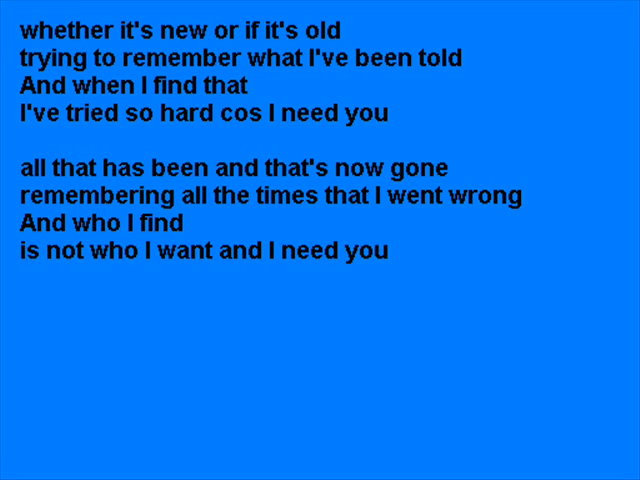 whether it's new or if it's old
trying to remember what I've been told
And when I find that
I've tried so hard cos I need you
all that has been and that's now gone
remembering all the times that I went wrong
And who I find
is not who I want and I need you